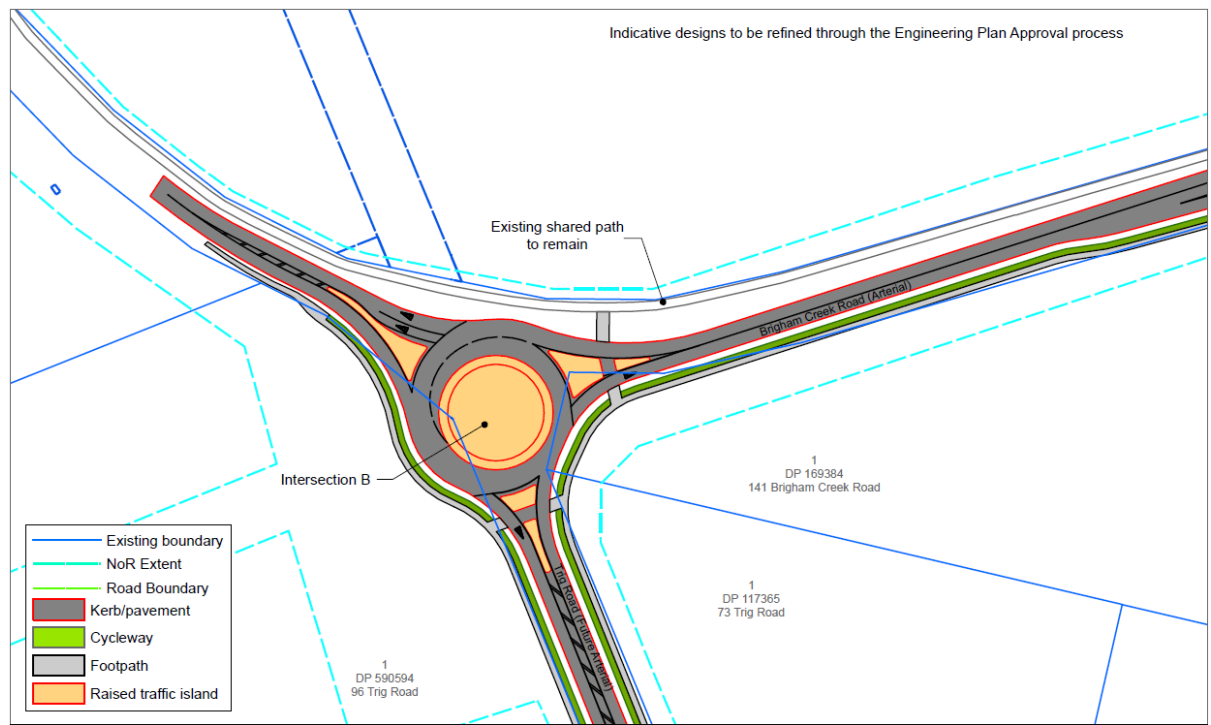 Indicative designs to be refined through the Engineering Plan Approval process
Existing shared path
to remain
Brigham Creek Road (Arterial)
Intersection B
1
DP 169384
141 Brigham Creek Road
1
DP 117365
73 Trig Road
Trig Road (Future Arterial)
1
DP 590594
96 Trig Road
Existing boundary
NoR Extent
Road Boundary
Kerb/pavement
Cycleway
Footpath
Raised traffic island